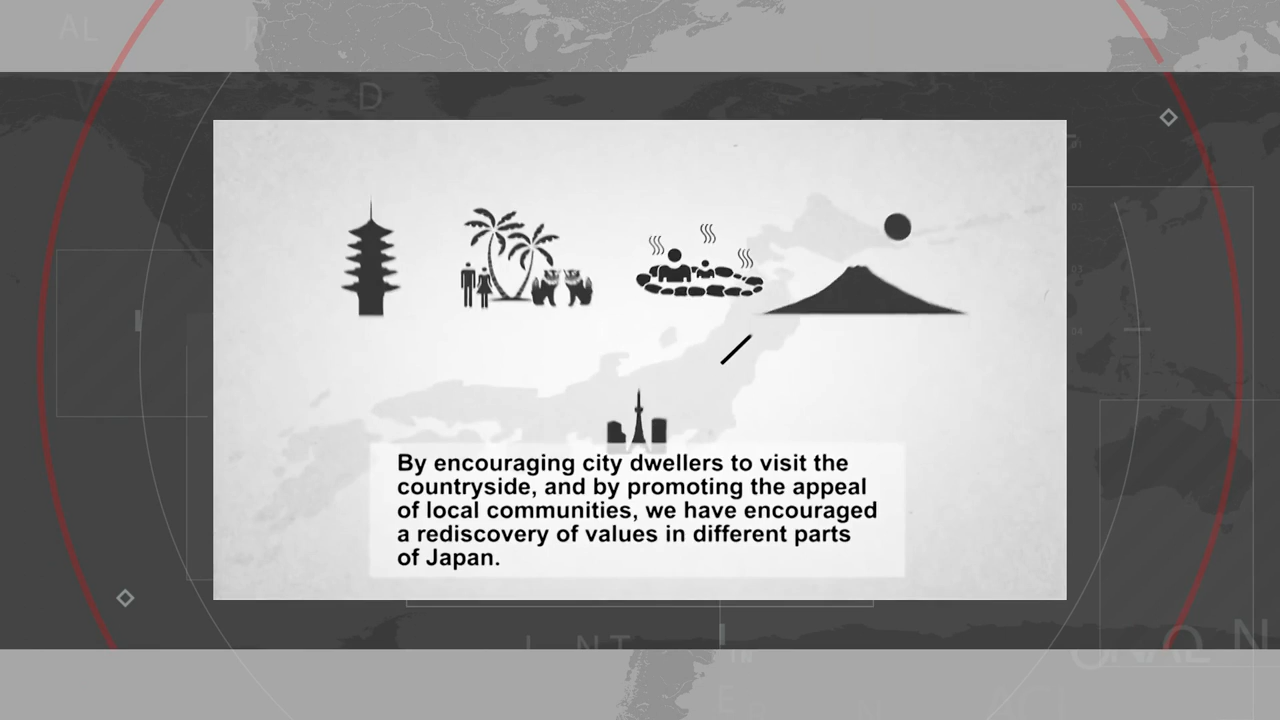 AL
D
By encouraging city dwellers to visit the
countryside, and by promoting the appeal
of local communities, we have encouraged
a rediscovery of values in different parts
of Japan.